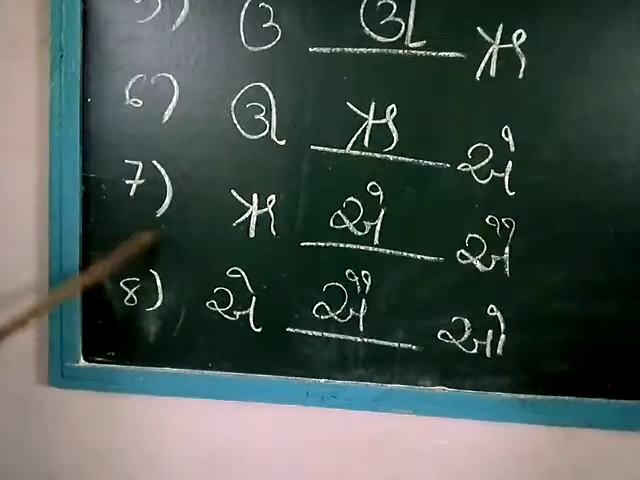 5) ઉ ઊ ઋ
6) ઊ ઋ એ
7) ઋ એ ઐ
8) એ ઐ ઓ